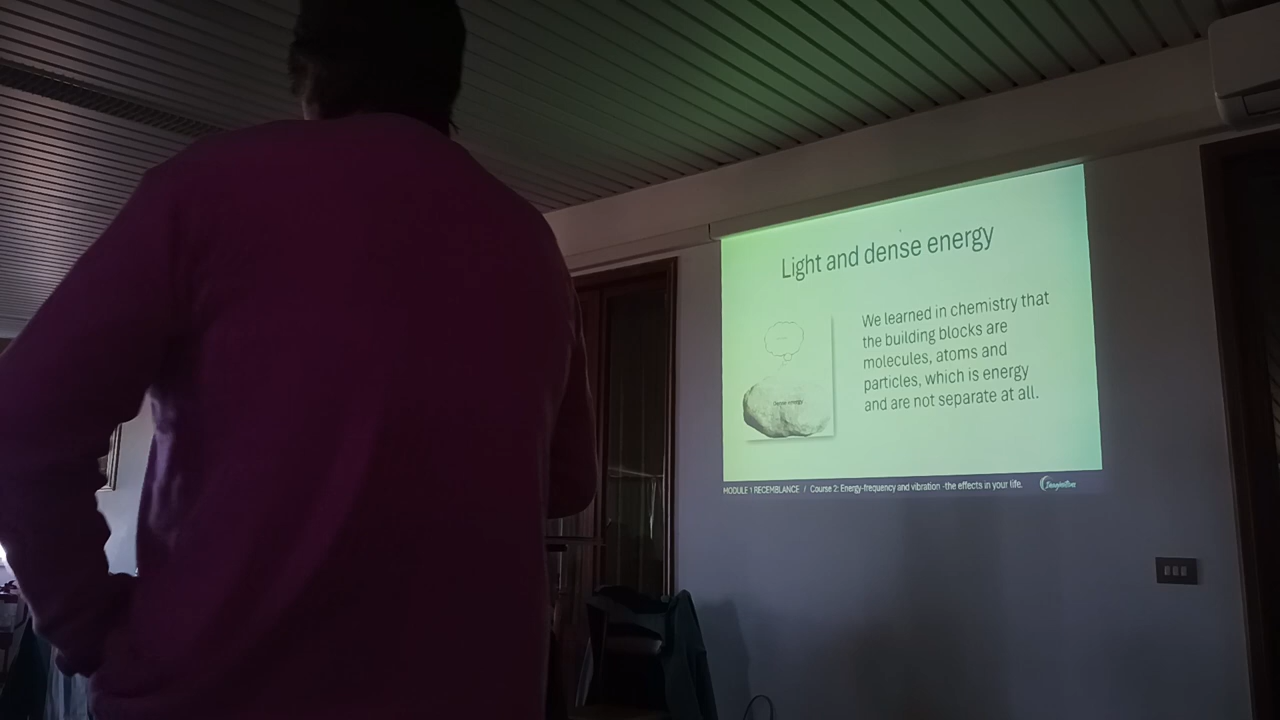 Light and dense energy
We learned in chemistry that
the building blocks are
molecules, atoms and
particles, which is energy
and are not separate at all.
Dense energy
MODULE 1 RECEMBLANCE / Course 2: Energy-frequency and vibration -the effects in your life.